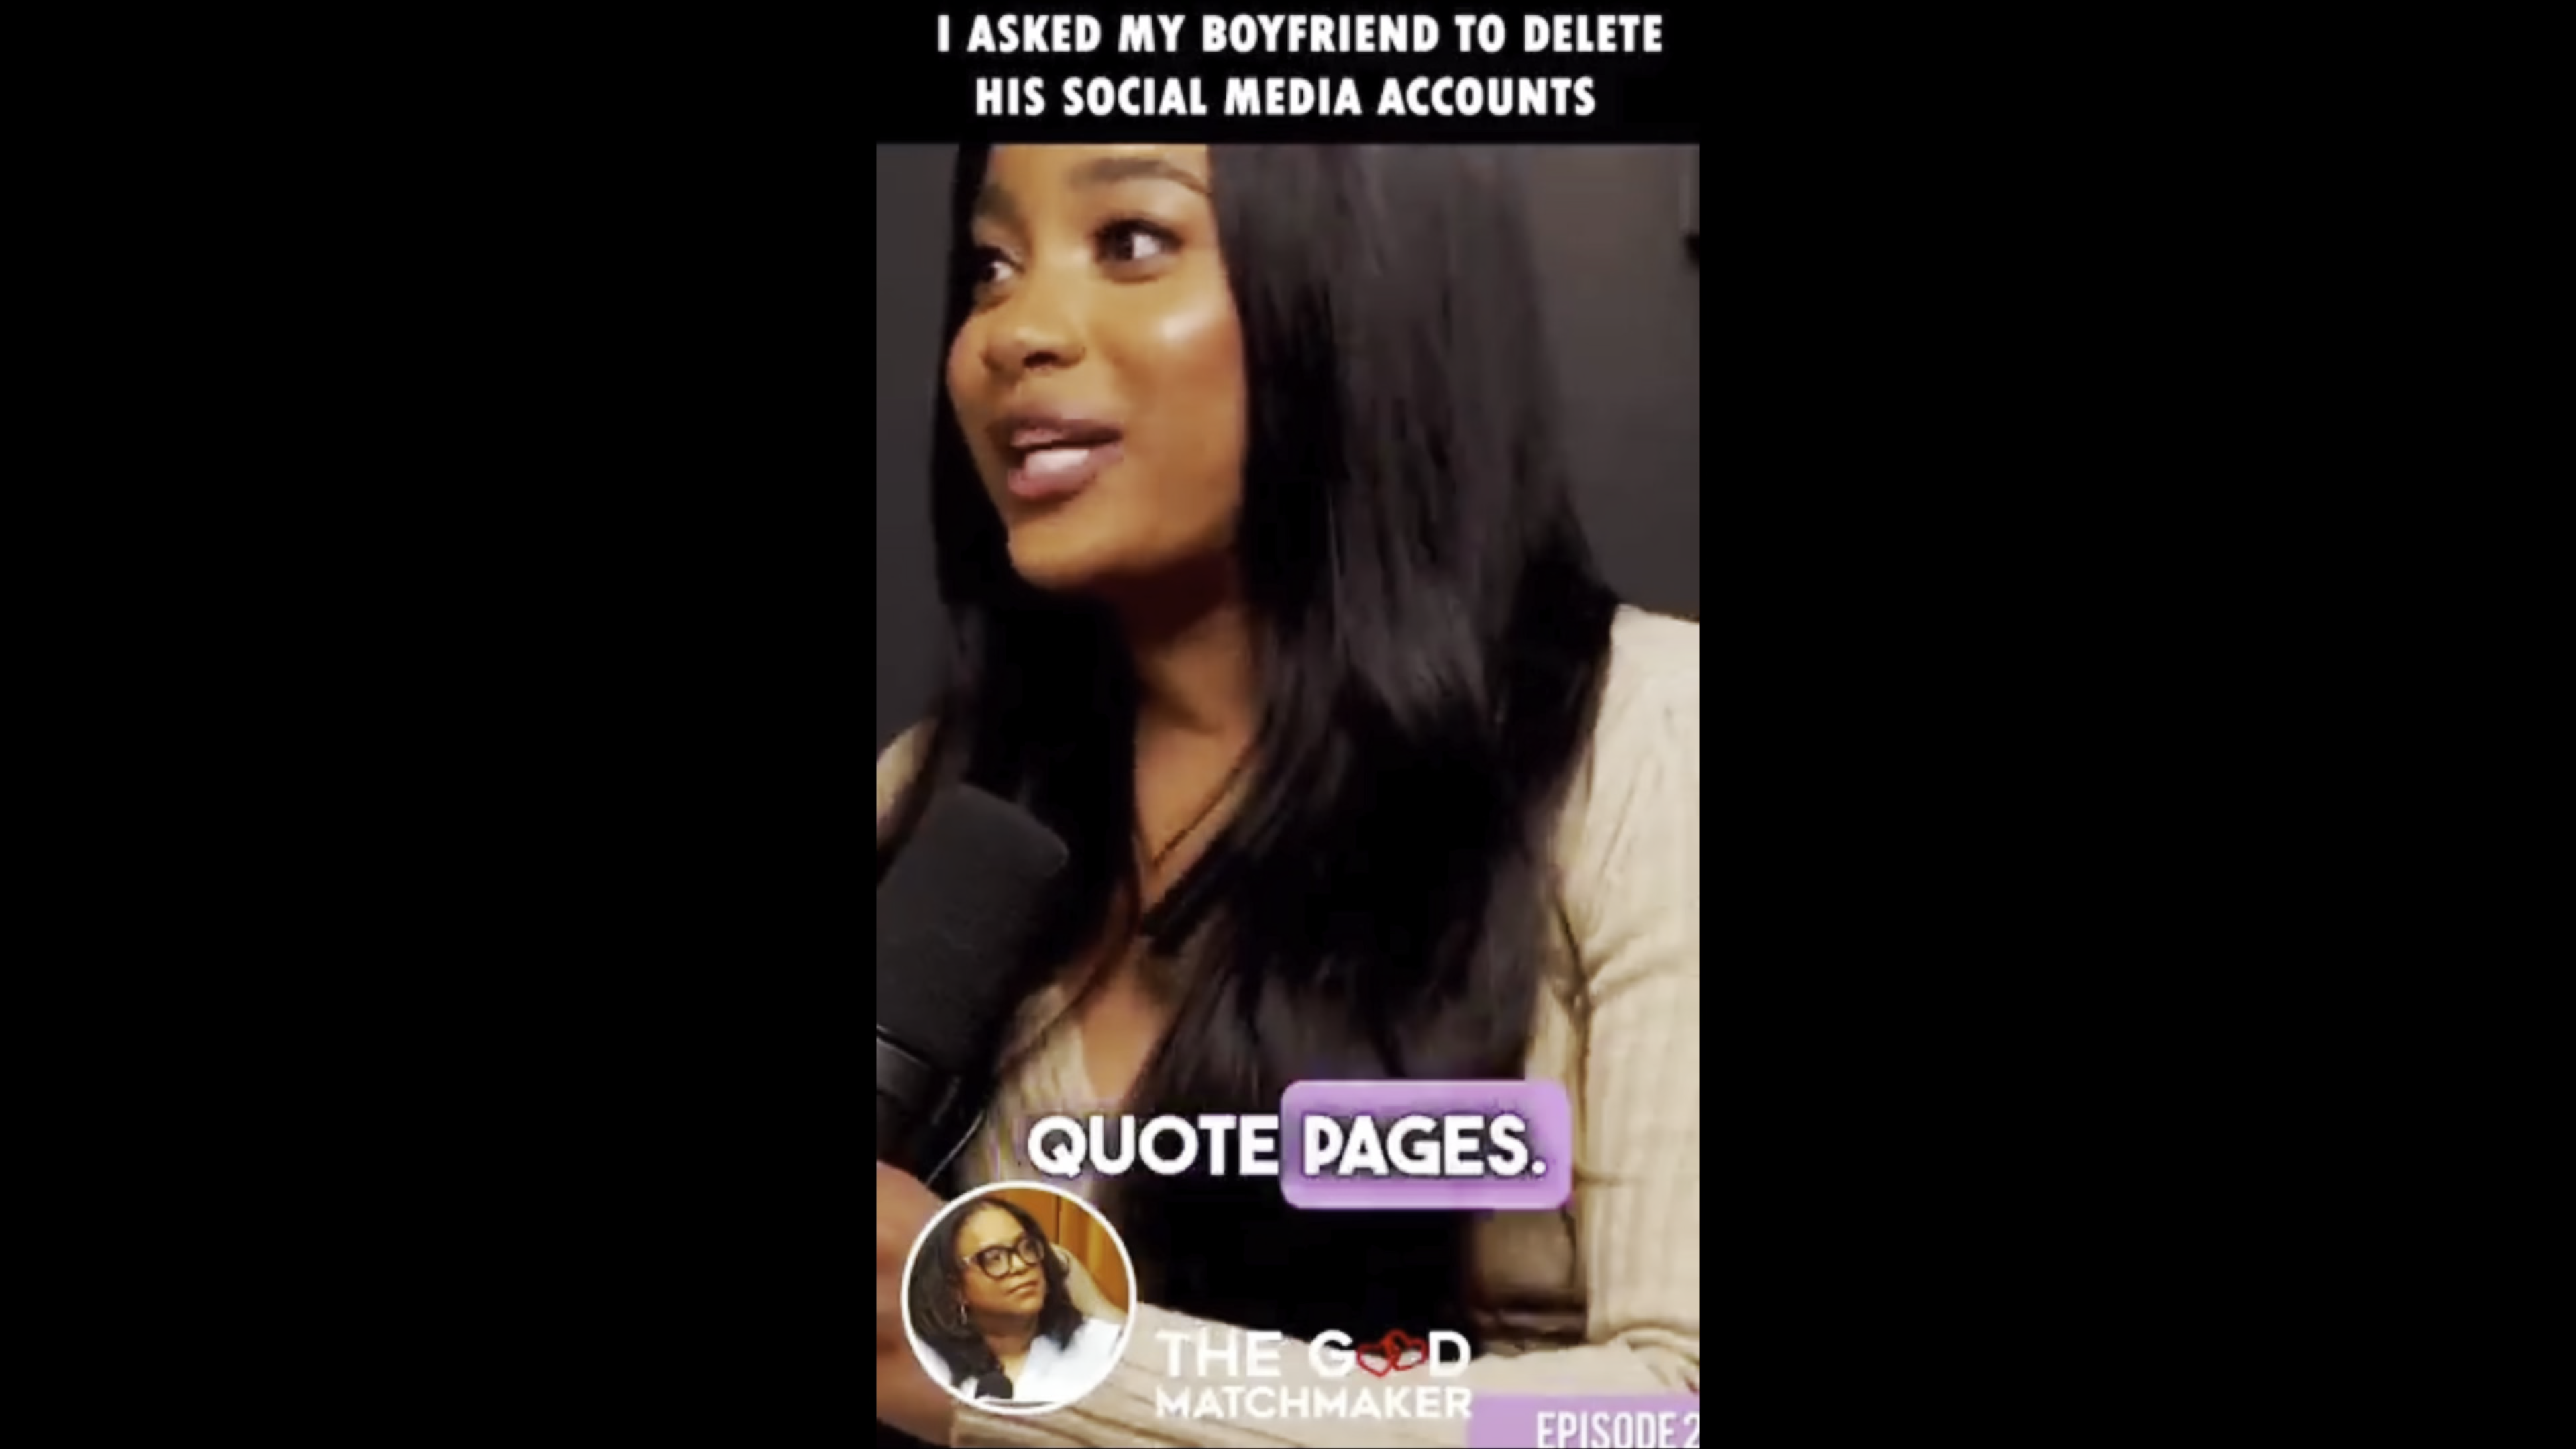 I ASKED MY BOYFRIEND TO DELETE
HIS SOCIAL MEDIA ACCOUNTS
QUOTE PAGES.
THE GOOD
MATCHMAKER
EPISODE 2